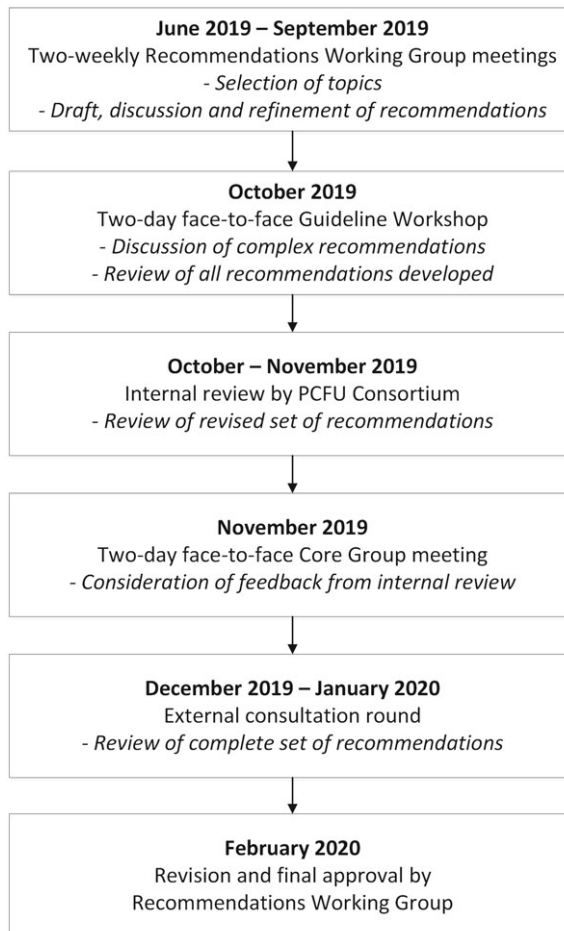 June 2019 – September 2019
Two-weekly Recommendations Working Group meetings
- Selection of topics
- Draft, discussion and refinement of recommendations
October 2019
Two-day face-to-face Guideline Workshop
- Discussion of complex recommendations
- Review of all recommendations developed
October – November 2019
Internal review by PCFU Consortium
- Review of revised set of recommendations
November 2019
Two-day face-to-face Core Group meeting
- Consideration of feedback from internal review
December 2019 – January 2020
External consultation round
- Review of complete set of recommendations
February 2020
Revision and final approval by
Recommendations Working Group